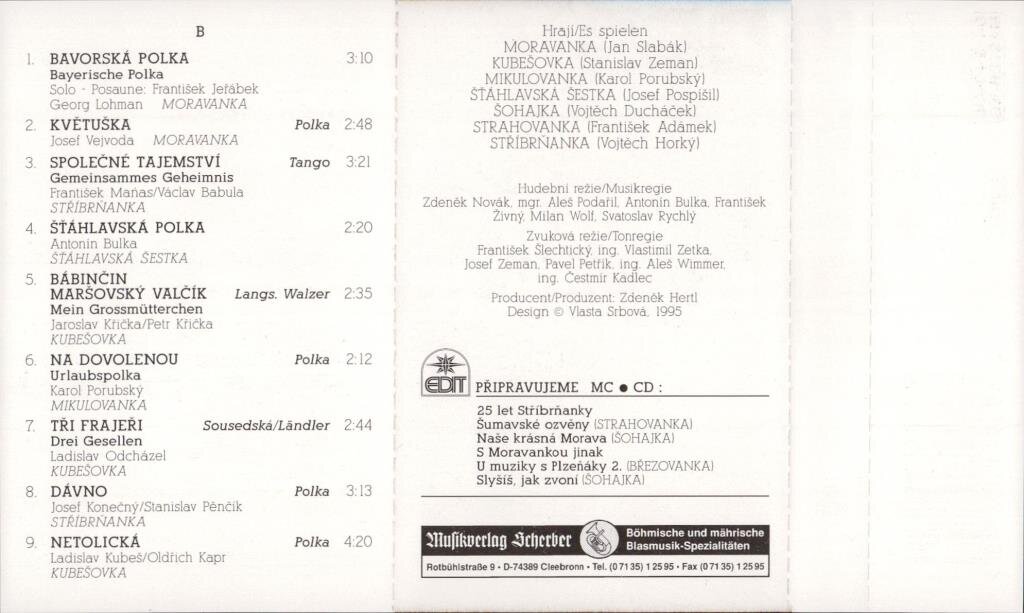 B
1. BAVORSKÁ POLKA 3:10
Bayerische Polka
Solo - Posaune: František Jeřábek
Georg Lohman MORAVANKA
2. KVĚTUŠKA Polka 2:48
Josef Vejvoda MORAVANKA
3. SPOLEČNÉ TAJEMSTVÍ Tango 3:21
Gemeinsammes Geheimnis
František Maňas/Václav Babula
STŘÍBRŇANKA
4. ŠŤÁHLAVSKÁ POLKA 2:20
Antonín Bulka
ŠŤÁHLAVSKÁ ŠESTKA
5. BÁBINČIN
MARŠOVSKÝ VALČÍK Langs. Walzer 2:35
Mein Grossmütterchen
Jaroslav Křička/Petr Křička
KUBEŠOVKA
6. NA DOVOLENOU Polka 2:12
Urlaubspolka
Karol Porubský
MIKULOVANKA
7. TŘI FRAJEŘI Sousedská/Ländler 2:44
Drei Gesellen
Ladislav Odcházel
KUBEŠOVKA
8. DÁVNO Polka 3:13
Josef Konečný/Stanislav Pěnčík
STŘÍBRŇANKA
9. NETOLICKÁ Polka 4:20
Ladislav Kubeš/Oldřich Kapr
KUBEŠOVKA
Hrají/Es spielen
MORAVANKA (Jan Slabák)
KUBEŠOVKA (Stanislav Zeman)
MIKULOVANKA (Karol Porubský)
ŠŤÁHLAVSKÁ ŠESTKA (Josef Pospíšil)
ŠOHAJKA (Vojtěch Ducháček)
STRAHOVANKA (František Adámek)
STŘÍBRŇANKA (Vojtěch Horký)
Hudební režie/Musikregie
Zdeněk Novák, mgr. Aleš Podařil, Antonín Bulka, František
Živný, Milan Wolf, Svatoslav Rychlý
Zvuková režie/Tonregie
František Šlechtický, ing. Vlastimil Zetka,
Josef Zeman, Pavel Petřík, ing. Aleš Wimmer,
ing. Čestmír Kadlec
Producent/Produzent: Zdeněk Hertl
Design © Vlasta Srbová, 1995
EDIT PŘIPRAVUJEME MC ● CD :
25 let Stříbrňanky
Šumavské ozvěny (STRAHOVANKA)
Naše krásná Morava (ŠOHAJKA)
S Moravankou jinak
U muziky s Plzeňáky 2. (BŘEZOVANKA)
Slyšíš, jak zvoní (ŠOHAJKA)
Musikverlag Scherber Böhmische und mährische
Blasmusik-Spezialitäten
Rotbühlstraße 9 • D-74389 Cleebronn • Tel. (0 71 35) 1 25 95 • Fax (0 71 35) 1 25 95